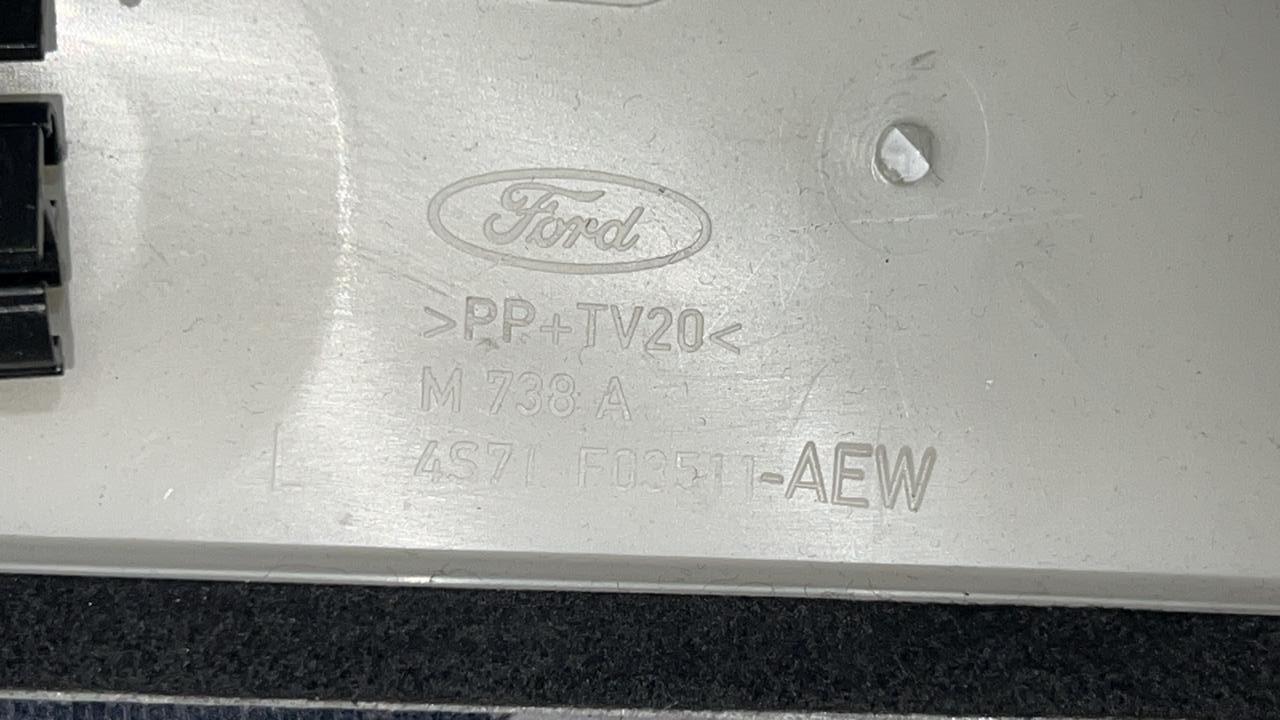 Ford
>PP+TV20<
M 738 A
L 4S71-F03511-AEW